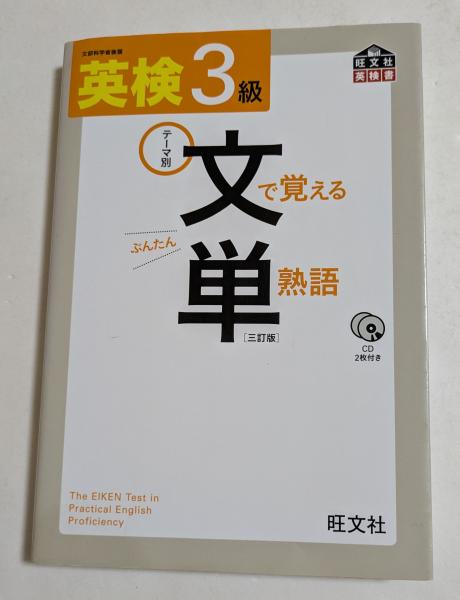 文部科学省後援
英検3級
旺文社
英検書
テーマ別
文で覚える
ぶんたん
単熟語
[三訂版]
CD
2枚付き
The EIKEN Test in
Practical English
Proficiency
旺文社